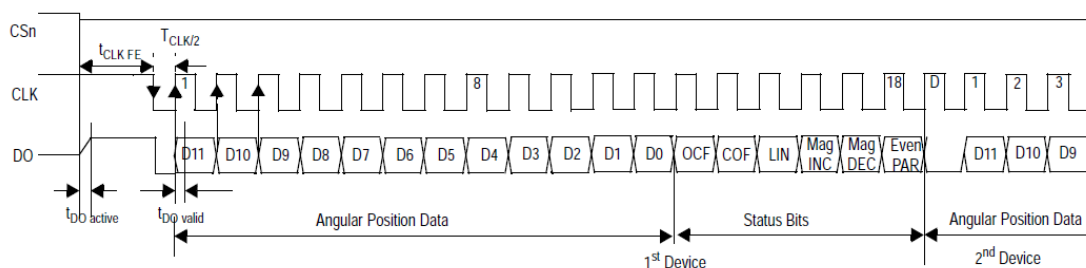 CSn
tCLK FE
TCLK/2
CLK
1
8
18
D
1
2
3
DO
D11
D10
D9
D8
D7
D6
D5
D4
D3
D2
D1
D0
OCF
COF
LIN
Mag
INC
Mag
DEC
Even
PAR
D11
D10
D9
tDO active
tDO valid
Angular Position Data
Status Bits
Angular Position Data
1st Device
2nd Device